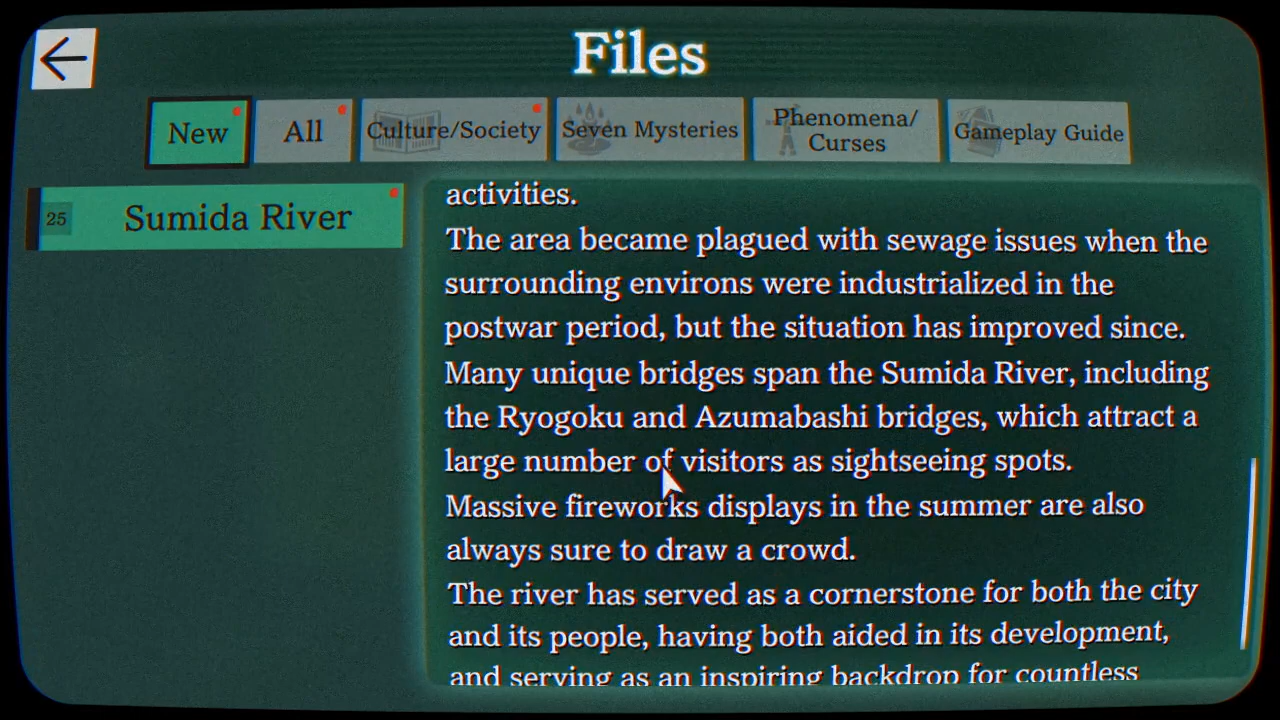 Files
New
All
Culture/Society
Seven Mysteries
Phenomena/
Curses
Gameplay Guide
25
Sumida River
activities.
The area became plagued with sewage issues when the
surrounding environs were industrialized in the
postwar period, but the situation has improved since.
Many unique bridges span the Sumida River, including
the Ryogoku and Azumabashi bridges, which attract a
large number of visitors as sightseeing spots.
Massive fireworks displays in the summer are also
always sure to draw a crowd.
The river has served as a cornerstone for both the city
and its people, having both aided in its development,
and serving as an inspiring backdrop for countless